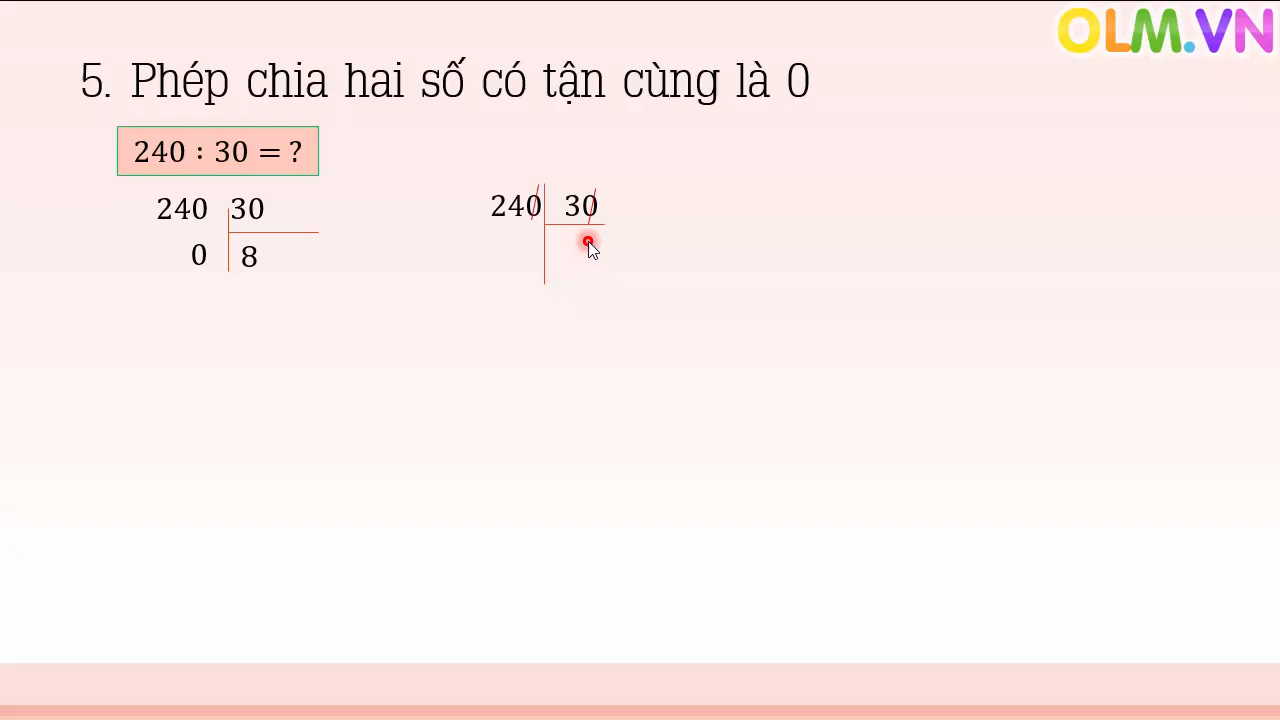 OLM.VN
5. Phép chia hai số có tận cùng là 0
240 : 30 = ?
240 30
0 8
240 30